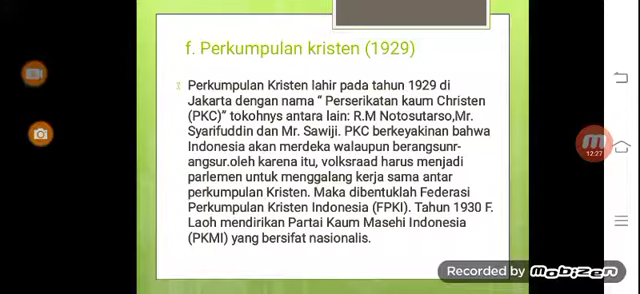 f. Perkumpulan kristen (1929)
Perkumpulan Kristen lahir pada tahun 1929 di
Jakarta dengan nama “ Perserikatan kaum Christen
(PKC)” tokohnys antara lain: R.M Notosutarso,Mr.
Syarifuddin dan Mr. Sawiji. PKC berkeyakinan bahwa
Indonesia akan merdeka walaupun berangsunr-
angsur.oleh karena itu, volksraad harus menjadi
parlemen untuk menggalang kerja sama antar
perkumpulan Kristen. Maka dibentuklah Federasi
Perkumpulan Kristen Indonesia (FPKI). Tahun 1930 F.
Laoh mendirikan Partai Kaum Masehi Indonesia
(PKMI) yang bersifat nasionalis.
12:27
Recorded by mobizen